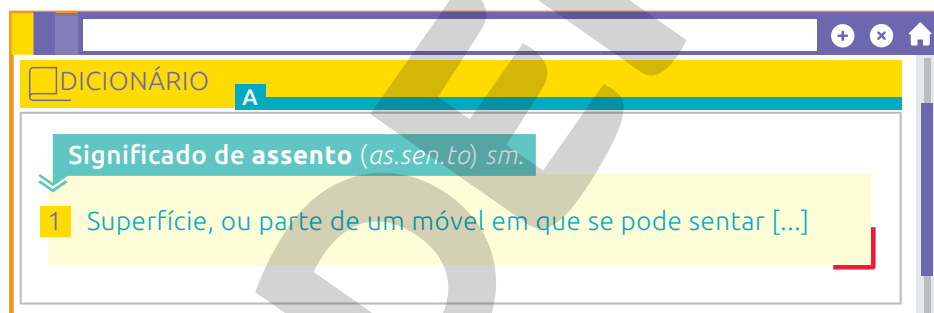 DICIONÁRIO
A
Significado de assento (as.sen.to) sm.
1 Superfície, ou parte de um móvel em que se pode sentar [...]